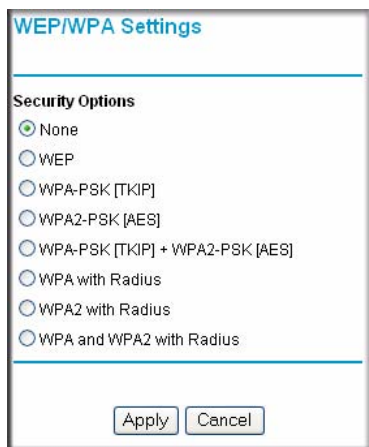 WEP/WPA Settings
Security Options
None
WEP
WPA-PSK [TKIP]
WPA2-PSK [AES]
WPA-PSK [TKIP] + WPA2-PSK [AES]
WPA with Radius
WPA2 with Radius
WPA and WPA2 with Radius
Apply Cancel